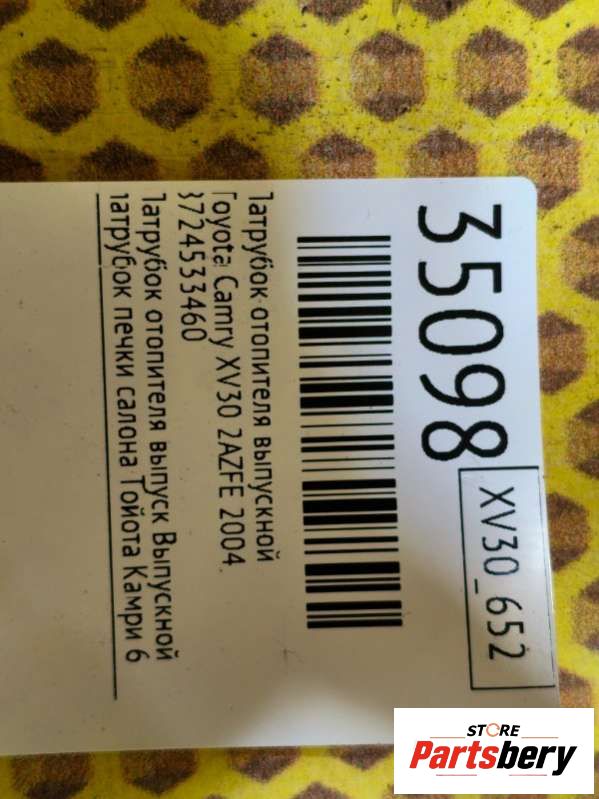 35098
XV30_652
Патрубок отопителя выпускной
Toyota Camry XV30 2AZFE 2004.
8724533460
Патрубок отопителя выпуск Выпускной
патрубок печки салона Тойота Камри 6
STORE
Partsbery